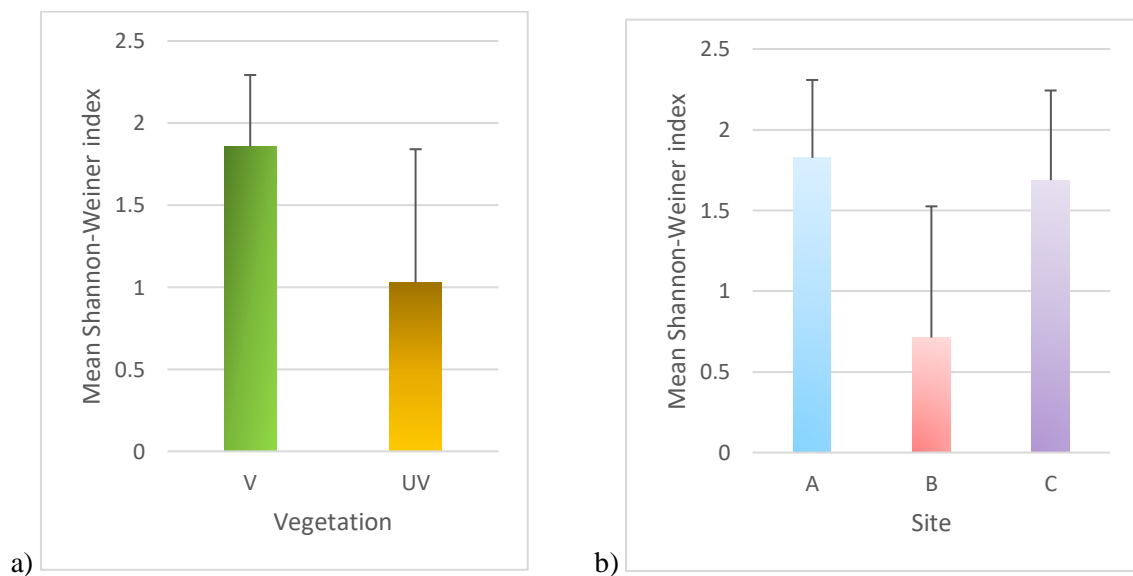 2.5
2
1.5
1
0.5
0
Mean Shannon-Weiner index
V
UV
Vegetation
a)
2.5
2
1.5
1
0.5
0
Mean Shannon-Weiner index
A
B
C
Site
b)